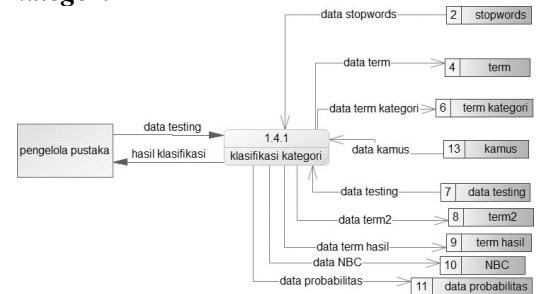 kategori
data stopwords
2 stopwords
data term
4 term
data term kategori
6 term kategori
data testing
1.4.1
pengelola pustaka
hasil klasifikasi
klasifikasi kategori
data kamus
13 kamus
data testing
7 data testing
data term2
8 term2
data term hasil
9 term hasil
data NBC
10 NBC
data probabilitas
11 data probabilitas